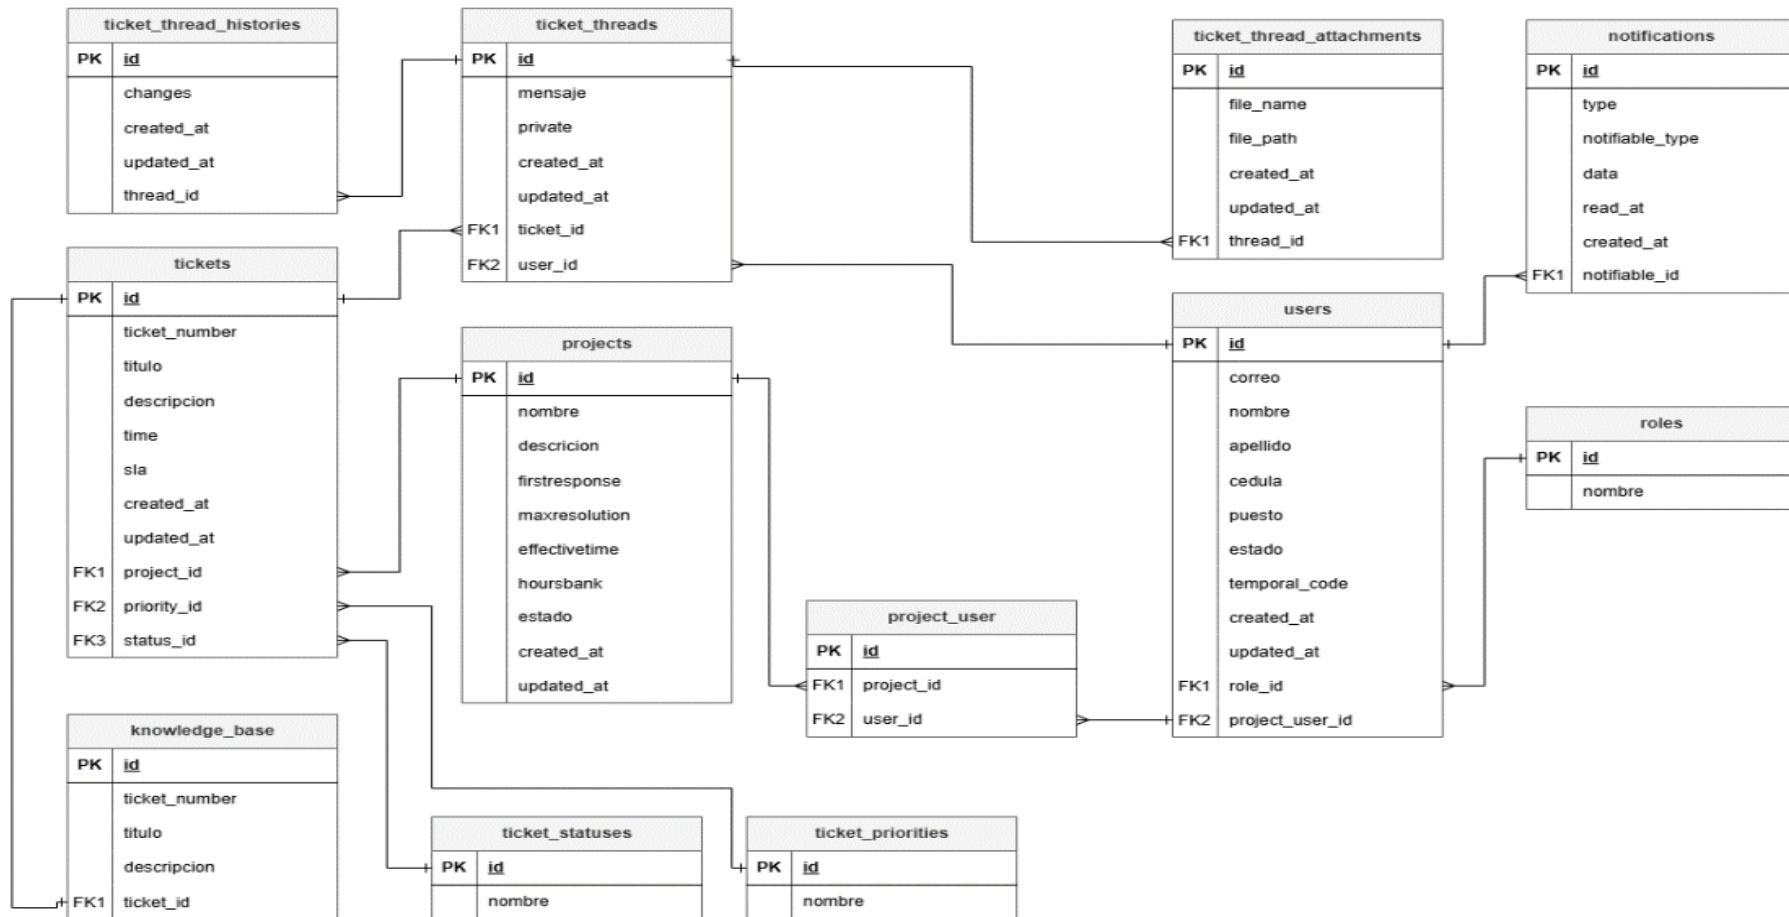 ticket_thread_histories
PK id
changes
created_at
updated_at
thread_id
ticket_threads
PK id
mensaje
private
created_at
updated_at
FK1 ticket_id
FK2 user_id
ticket_thread_attachments
PK id
file_name
file_path
created_at
updated_at
FK1 thread_id
notifications
PK id
type
notifiable_type
data
read_at
created_at
FK1 notifiable_id
tickets
PK id
ticket_number
titulo
descripcion
time
sla
created_at
updated_at
FK1 project_id
FK2 priority_id
FK3 status_id
projects
PK id
nombre
descricion
firstresponse
maxresolution
effectivetime
hoursbank
estado
created_at
updated_at
users
PK id
correo
nombre
apellido
cedula
puesto
estado
temporal_code
created_at
updated_at
FK1 role_id
FK2 project_user_id
roles
PK id
nombre
project_user
PK id
FK1 project_id
FK2 user_id
knowledge_base
PK id
ticket_number
titulo
descripcion
FK1 ticket_id
ticket_statuses
PK id
nombre
ticket_priorities
PK id
nombre